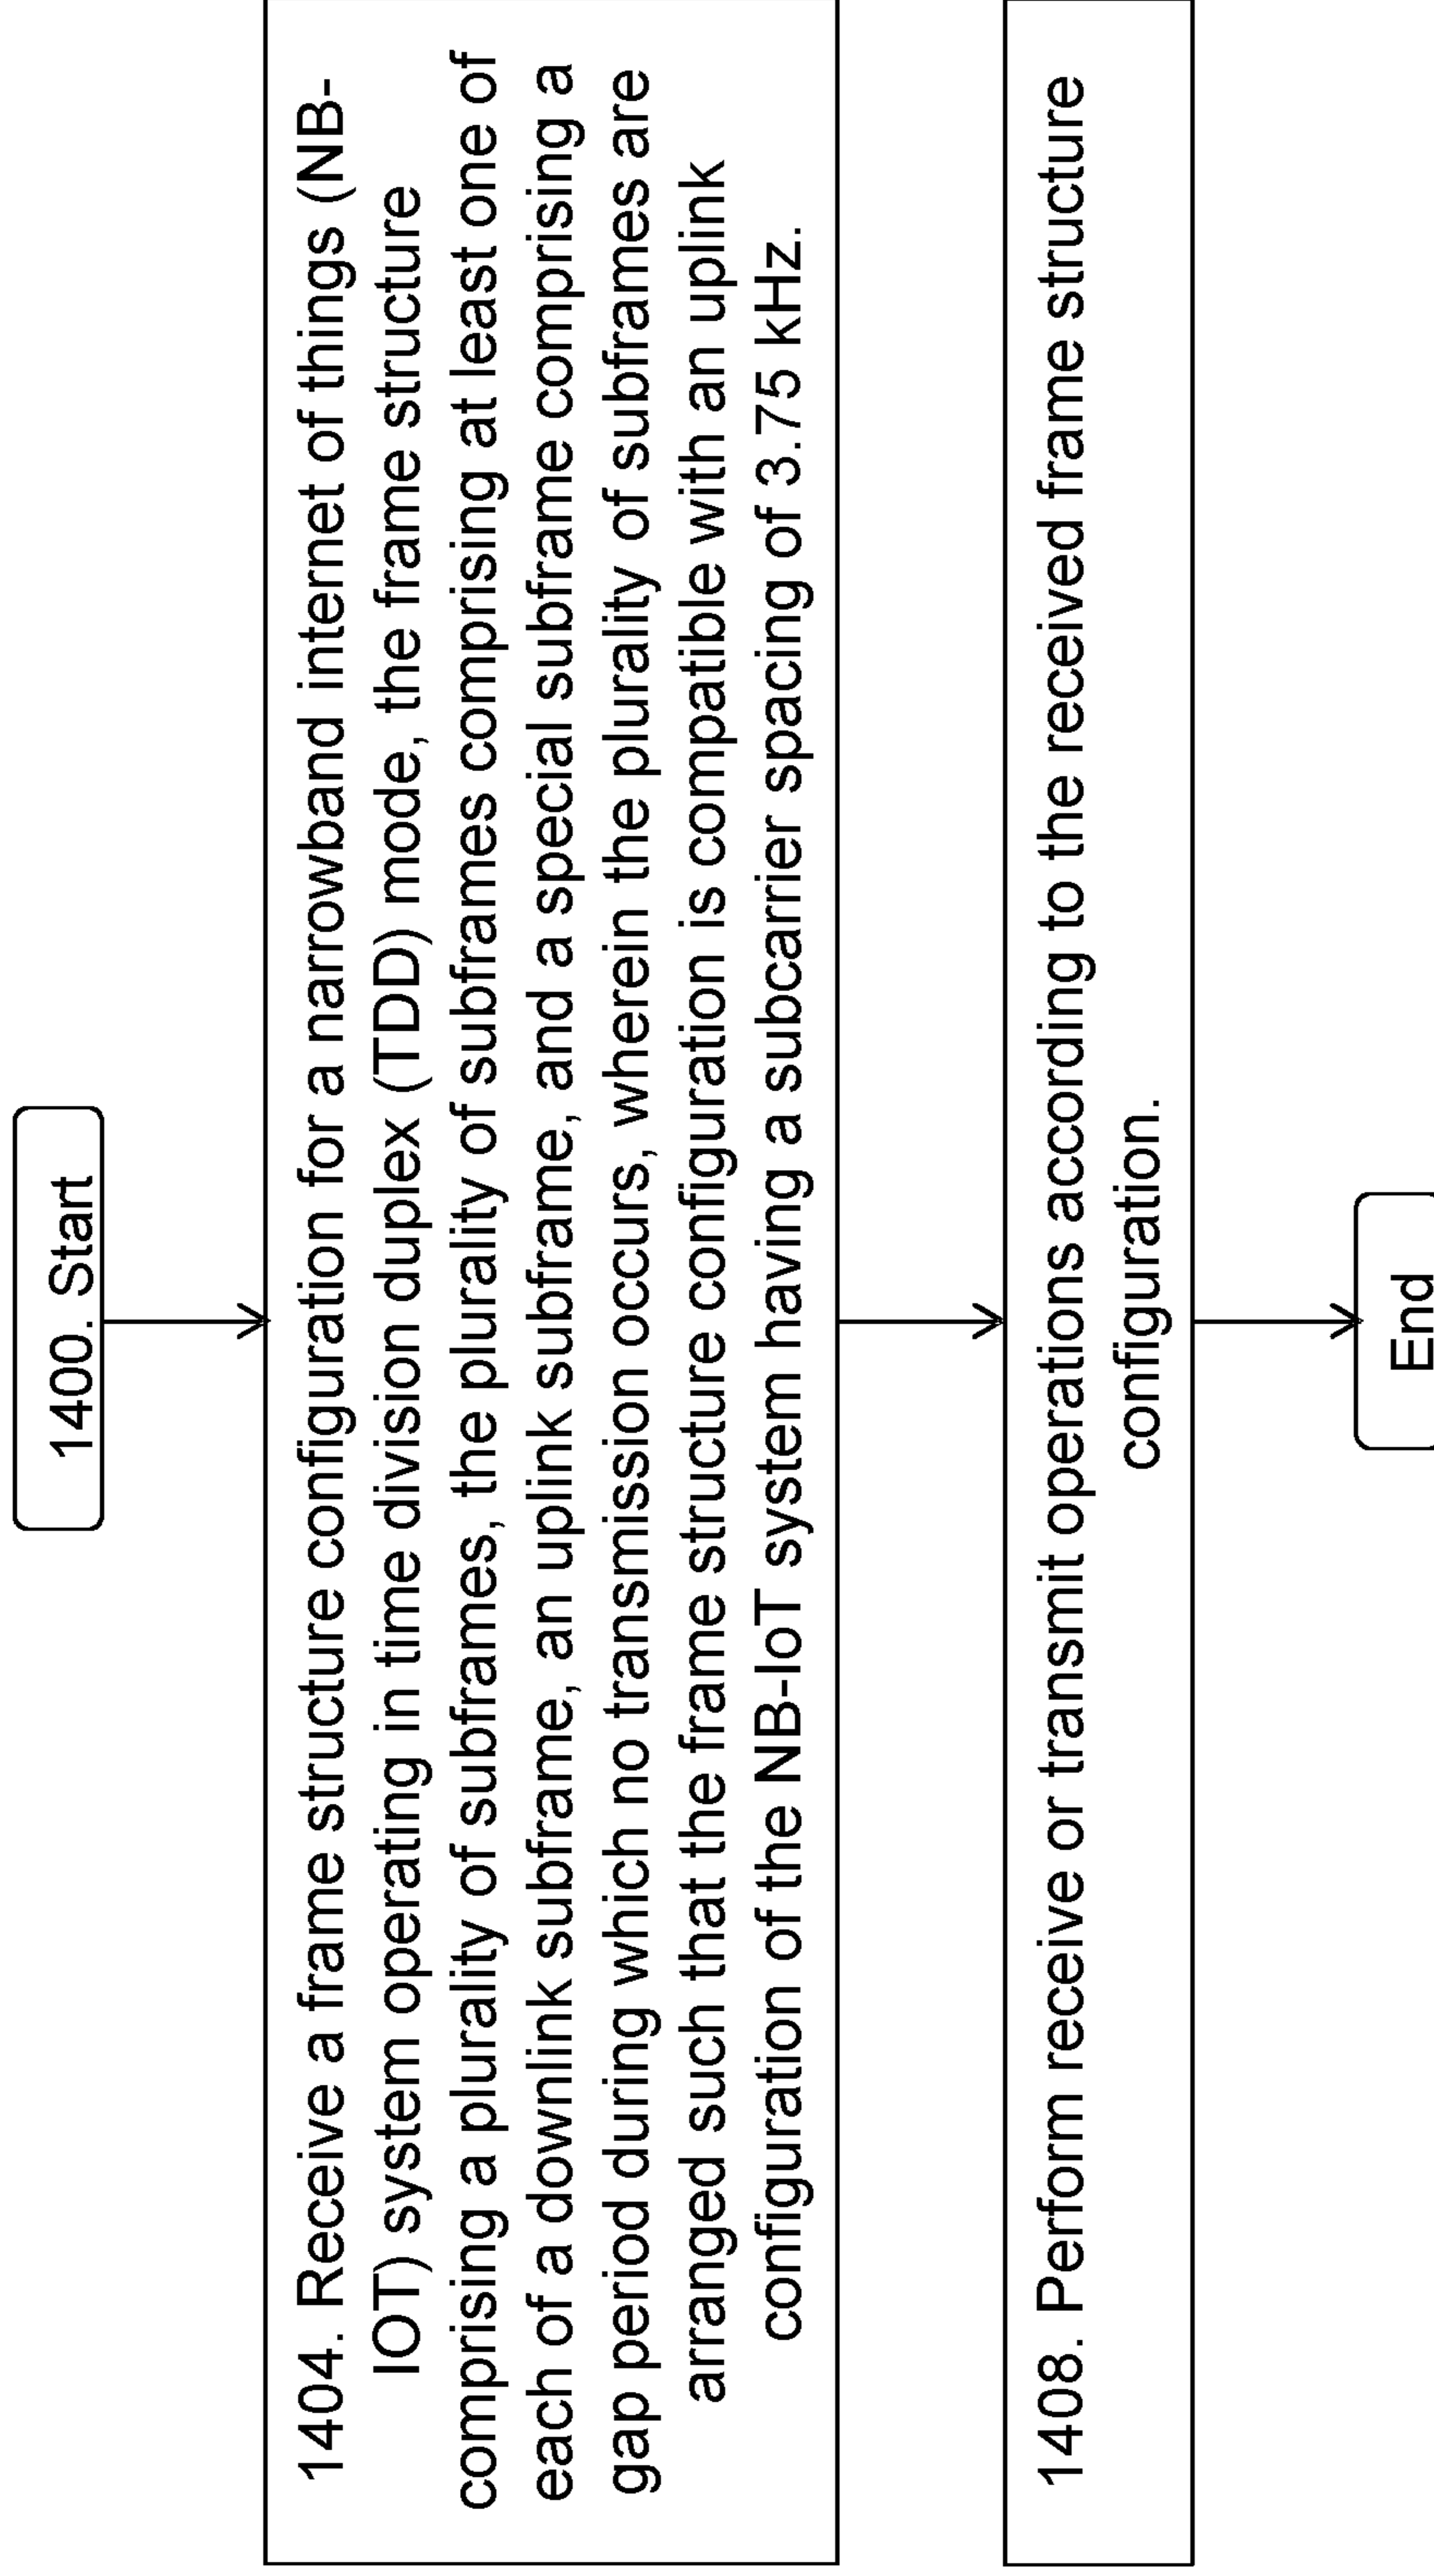 1400. Start
1404. Receive a frame structure configuration for a narrowband internet of things (NB-
IOT) system operating in time division duplex (TDD) mode, the frame structure
comprising a plurality of subframes, the plurality of subframes comprising at least one of
each of a downlink subframe, an uplink subframe, and a special subframe comprising a
gap period during which no transmission occurs, wherein the plurality of subframes are
arranged such that the frame structure configuration is compatible with an uplink
configuration of the NB-IoT system having a subcarrier spacing of 3.75 kHz.
1408. Perform receive or transmit operations according to the received frame structure
configuration.
End